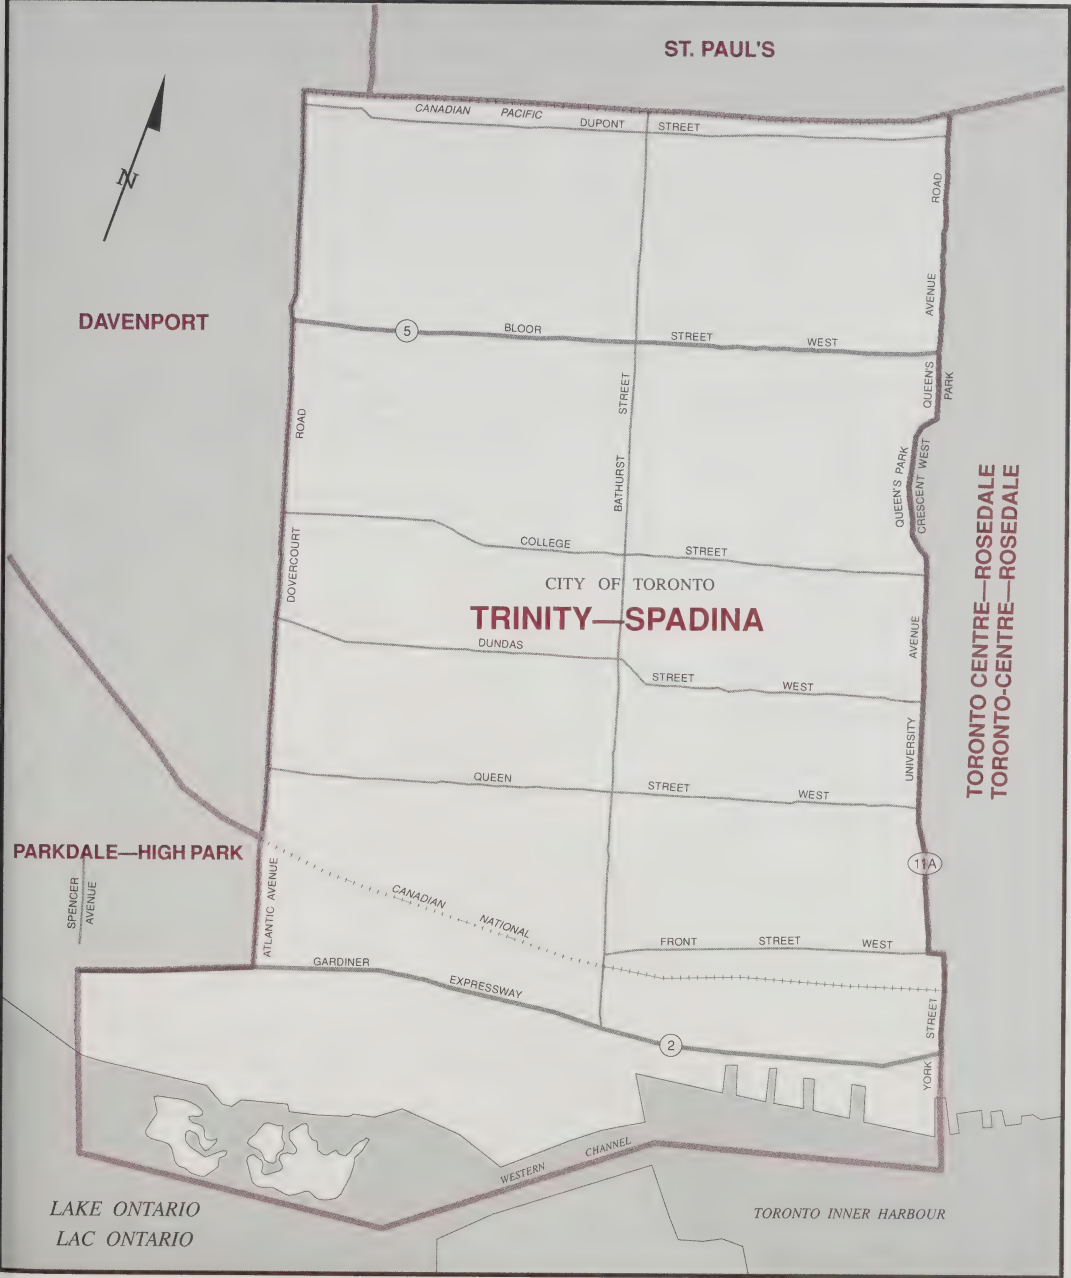 ST. PAUL'S
CANADIAN PACIFIC
DUPONT STREET
N
ROAD
AVENUE
DAVENPORT
5
BLOOR STREET WEST
QUEEN'S
PARK
STREET
BATHURST
ROAD
DOVERCOURT
QUEEN'S PARK
CRESCENT WEST
COLLEGE STREET
CITY OF TORONTO
TRINITY—SPADINA
TORONTO CENTRE—ROSEDALE
TORONTO-CENTRE—ROSEDALE
DUNDAS STREET WEST
AVENUE
UNIVERSITY
QUEEN STREET WEST
PARKDALE—HIGH PARK
11A
SPENCER
AVENUE
ATLANTIC AVENUE
CANADIAN NATIONAL
FRONT STREET WEST
GARDINER EXPRESSWAY
2
STREET
YORK
WESTERN CHANNEL
LAKE ONTARIO
LAC ONTARIO
TORONTO INNER HARBOUR